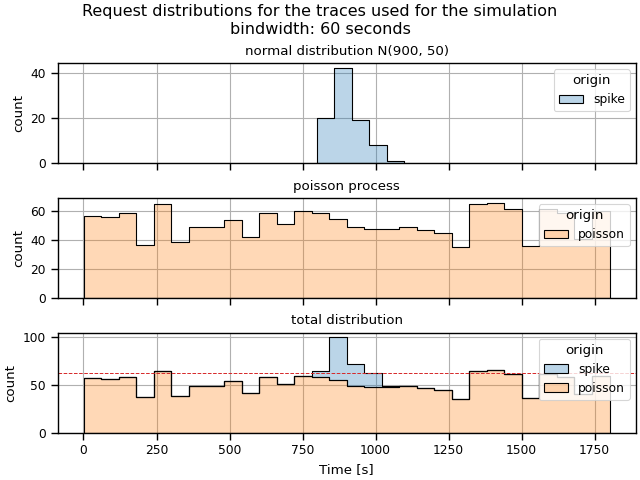 Request distributions for the traces used for the simulation
bindwidth: 60 seconds
normal distribution N(900, 50)
40
20
0
count
origin
spike
poisson process
60
40
20
0
count
origin
poisson
total distribution
100
50
0
count
origin
spike
poisson
0 250 500 750 1000 1250 1500 1750
Time [s]